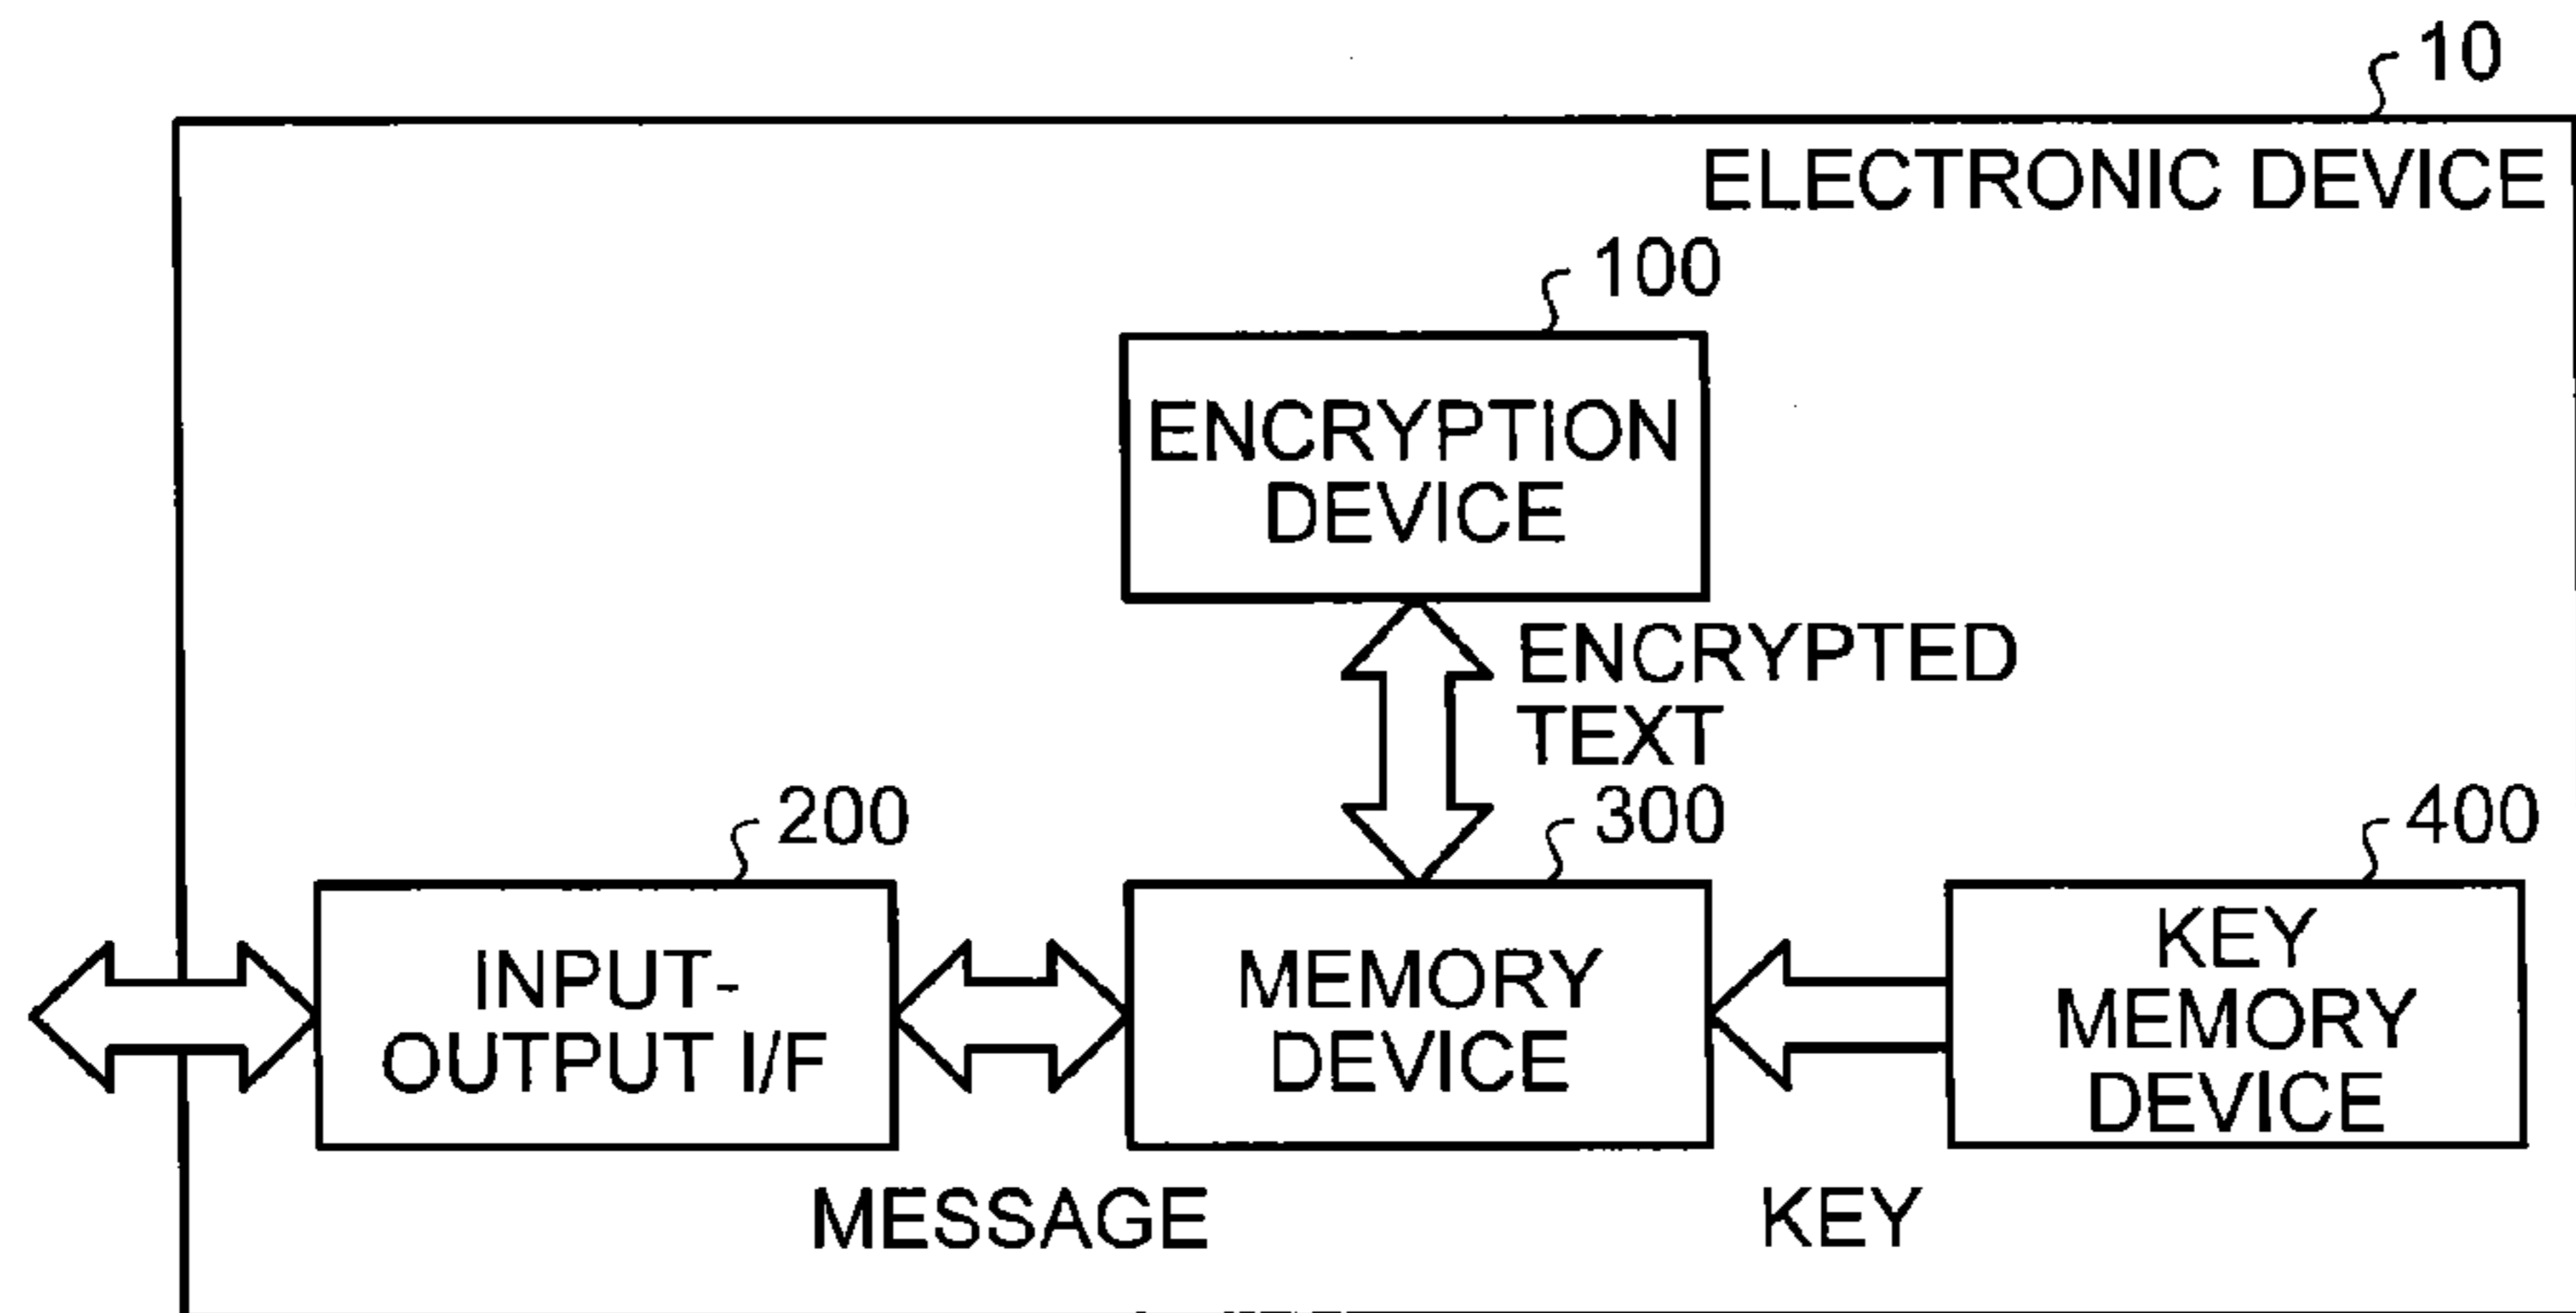 10
ELECTRONIC DEVICE
100
ENCRYPTION
DEVICE
ENCRYPTED
TEXT
200
300
400
INPUT-
OUTPUT I/F
MEMORY
DEVICE
KEY
MEMORY
DEVICE
MESSAGE
KEY